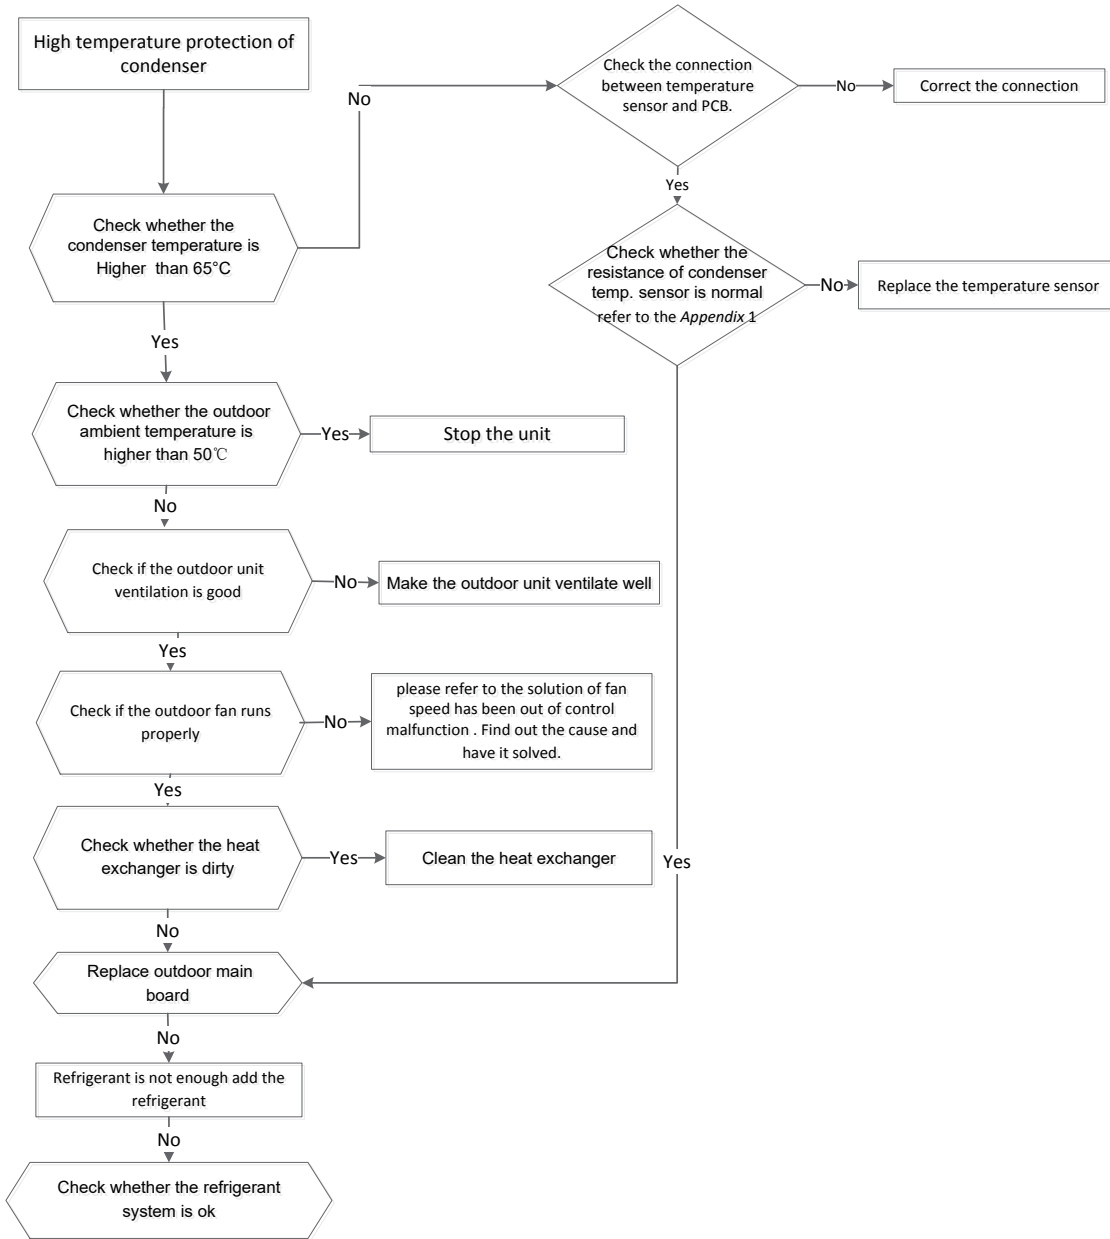 High temperature protection of
condenser
Check the connection
between temperature
sensor and PCB.
No
Correct the connection
No
Yes
Check whether the
condenser temperature is
Higher than 65°C
Check whether the
resistance of condenser
temp. sensor is normal
refer to the Appendix 1
No
Replace the temperature sensor
Yes
Check whether the outdoor
ambient temperature is
higher than 50℃
Yes
Stop the unit
No
Check if the outdoor unit
ventilation is good
No
Make the outdoor unit ventilate well
Yes
Check if the outdoor fan runs
properly
No
please refer to the solution of fan
speed has been out of control
malfunction . Find out the cause and
have it solved.
Yes
Check whether the heat
exchanger is dirty
Yes
Clean the heat exchanger
Yes
No
Replace outdoor main
board
No
Refrigerant is not enough add the
refrigerant
No
Check whether the refrigerant
system is ok